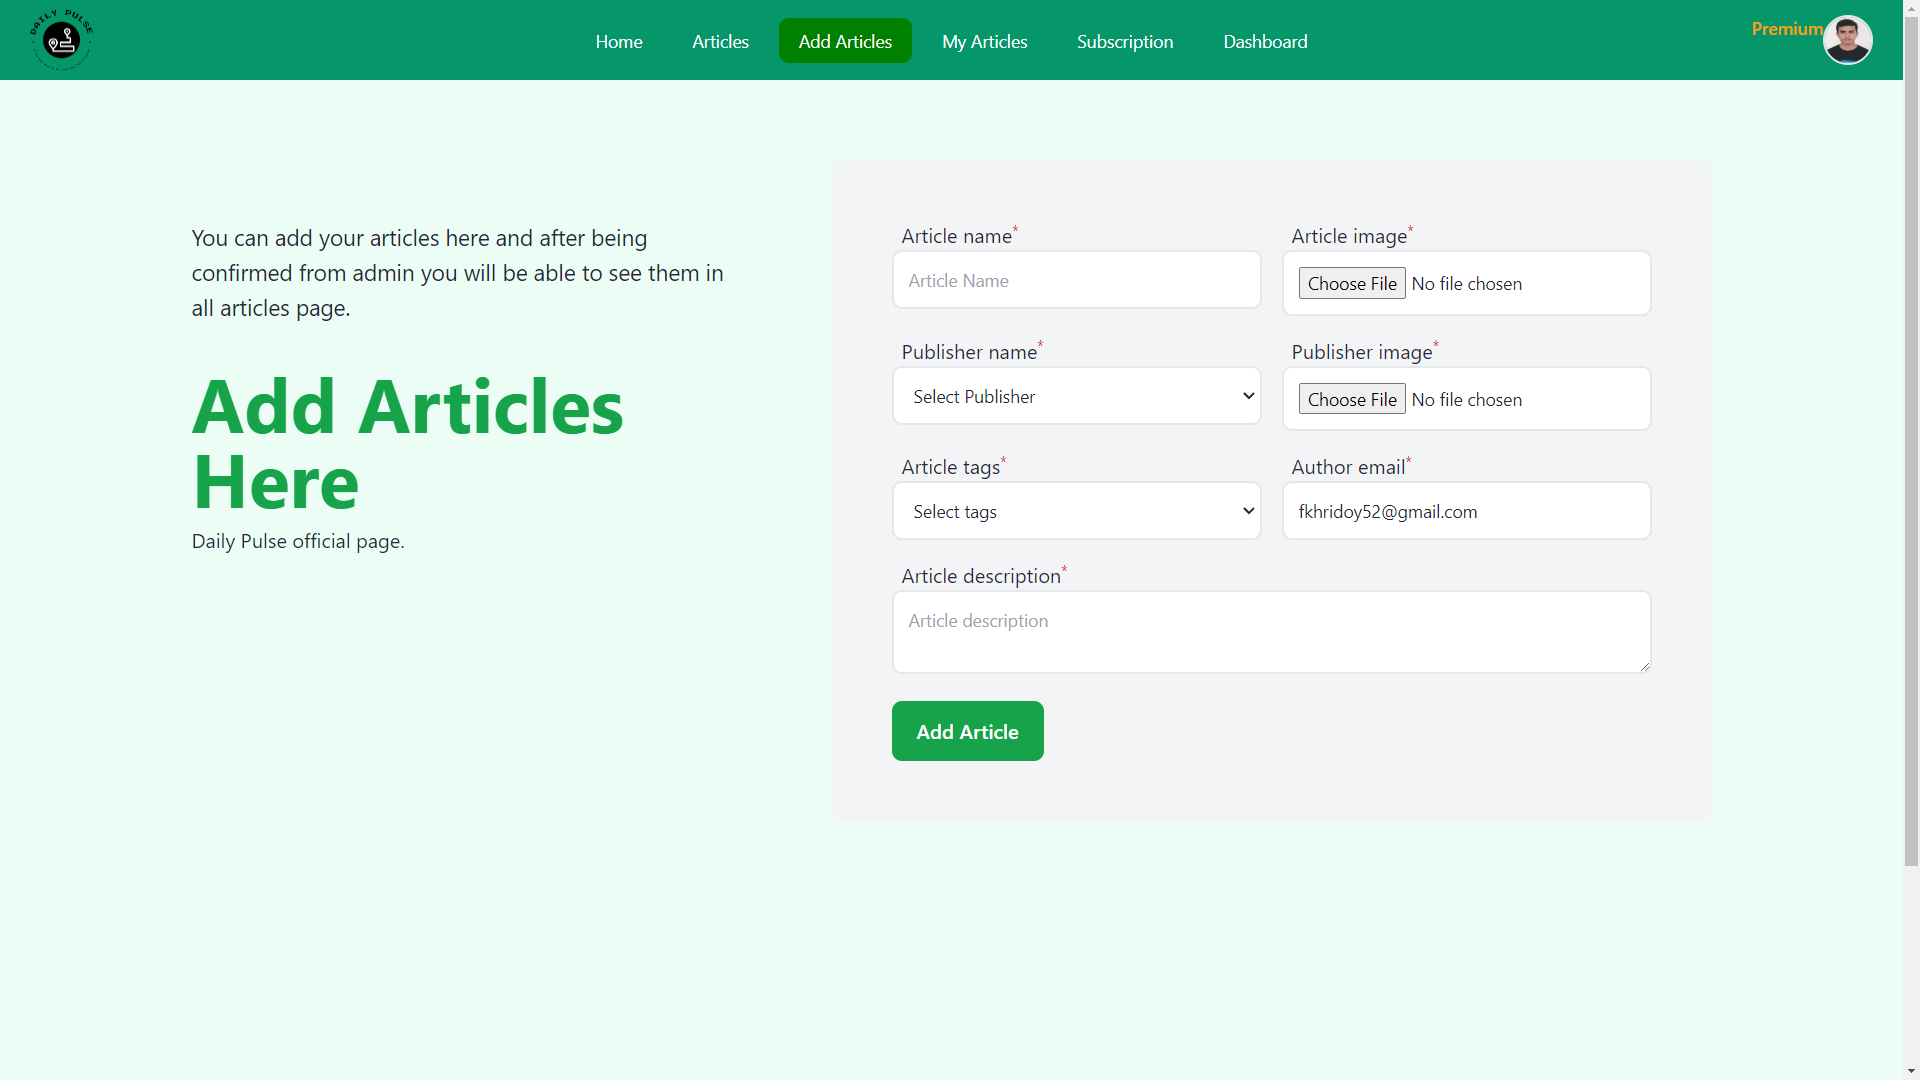 DAILY PULSE
Home
Articles
Add Articles
My Articles
Subscription
Dashboard
Premium
You can add your articles here and after being
confirmed from admin you will be able to see them in
all articles page.
Add Articles
Here
Daily Pulse official page.
Article name*
Article Name
Article image*
Choose File No file chosen
Publisher name*
Select Publisher
Publisher image*
Choose File No file chosen
Article tags*
Select tags
Author email*
fkhridoy52@gmail.com
Article description*
Article description
Add Article